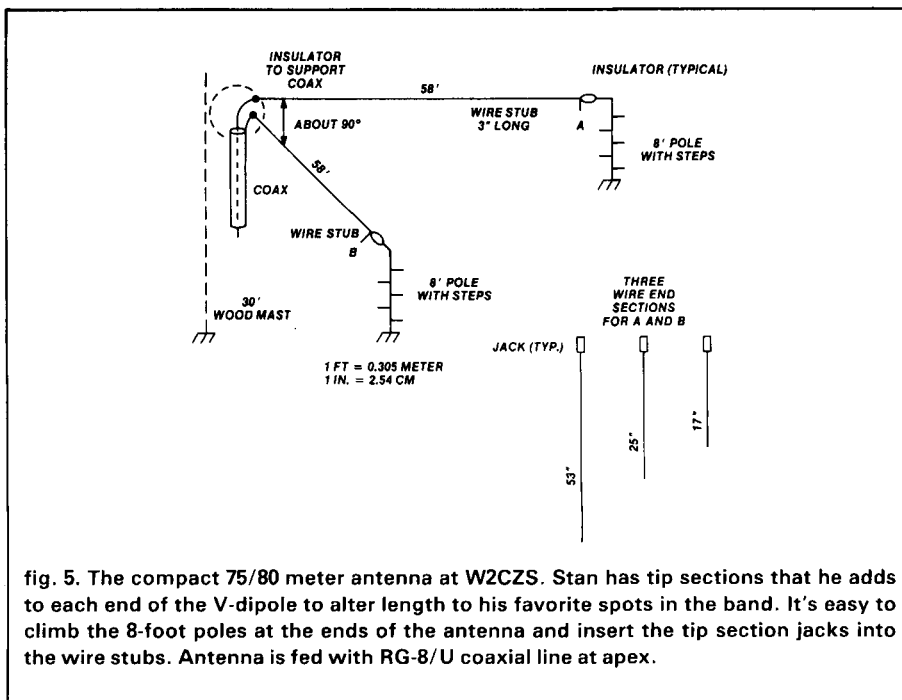 INSULATOR
TO SUPPORT
COAX
58'
INSULATOR (TYPICAL)
ABOUT 90°
WIRE STUB
3" LONG
A
8' POLE
WITH STEPS
COAX
58'
WIRE STUB
B
8' POLE
WITH STEPS
30'
WOOD MAST
THREE
WIRE END
SECTIONS
FOR A AND B
JACK (TYP.)
1 FT = 0.305 METER
1 IN. = 2.54 CM
53"
25"
17"
fig. 5. The compact 75/80 meter antenna at W2CZS. Stan has tip sections that he adds
to each end of the V-dipole to alter length to his favorite spots in the band. It's easy to
climb the 8-foot poles at the ends of the antenna and insert the tip section jacks into
the wire stubs. Antenna is fed with RG-8/U coaxial line at apex.